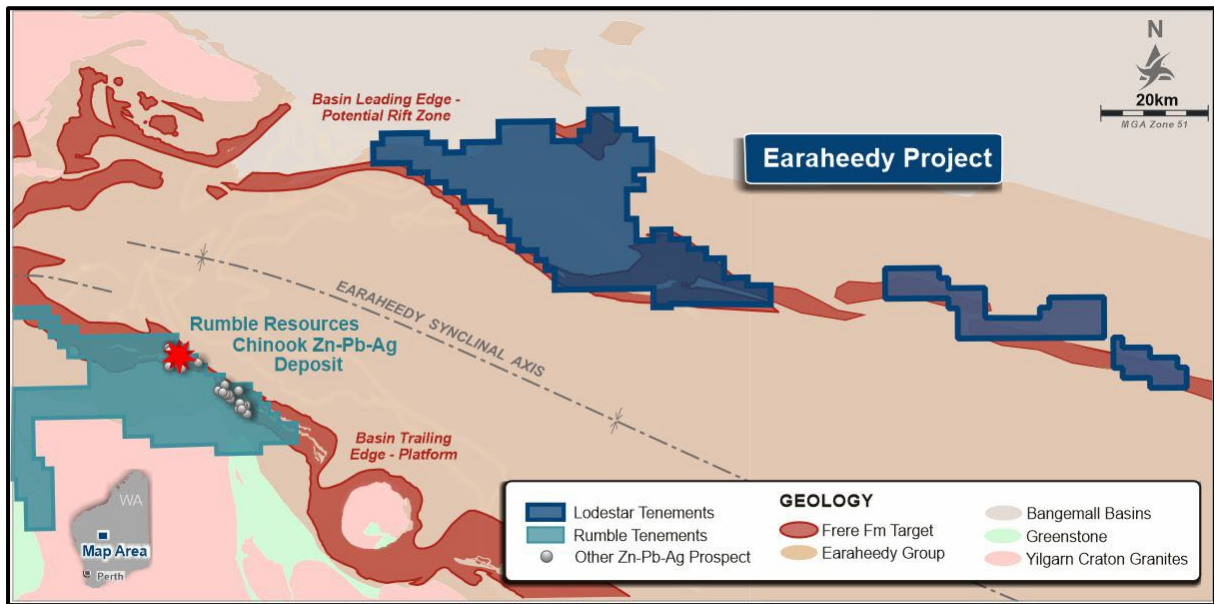 N
20km
MGA Zone 51
Basin Leading Edge -
Potential Rift Zone
Earaheedy Project
EARAHEEDY SYNCLINAL AXIS
Rumble Resources
Chinook Zn-Pb-Ag
Deposit
Basin Trailing
Edge - Platform
WA
Map Area
Perth
Lodestar Tenements
Rumble Tenements
Other Zn-Pb-Ag Prospect
GEOLOGY
Frere Fm Target
Earaheedy Group
Bangemall Basins
Greenstone
Yilgarn Craton Granites